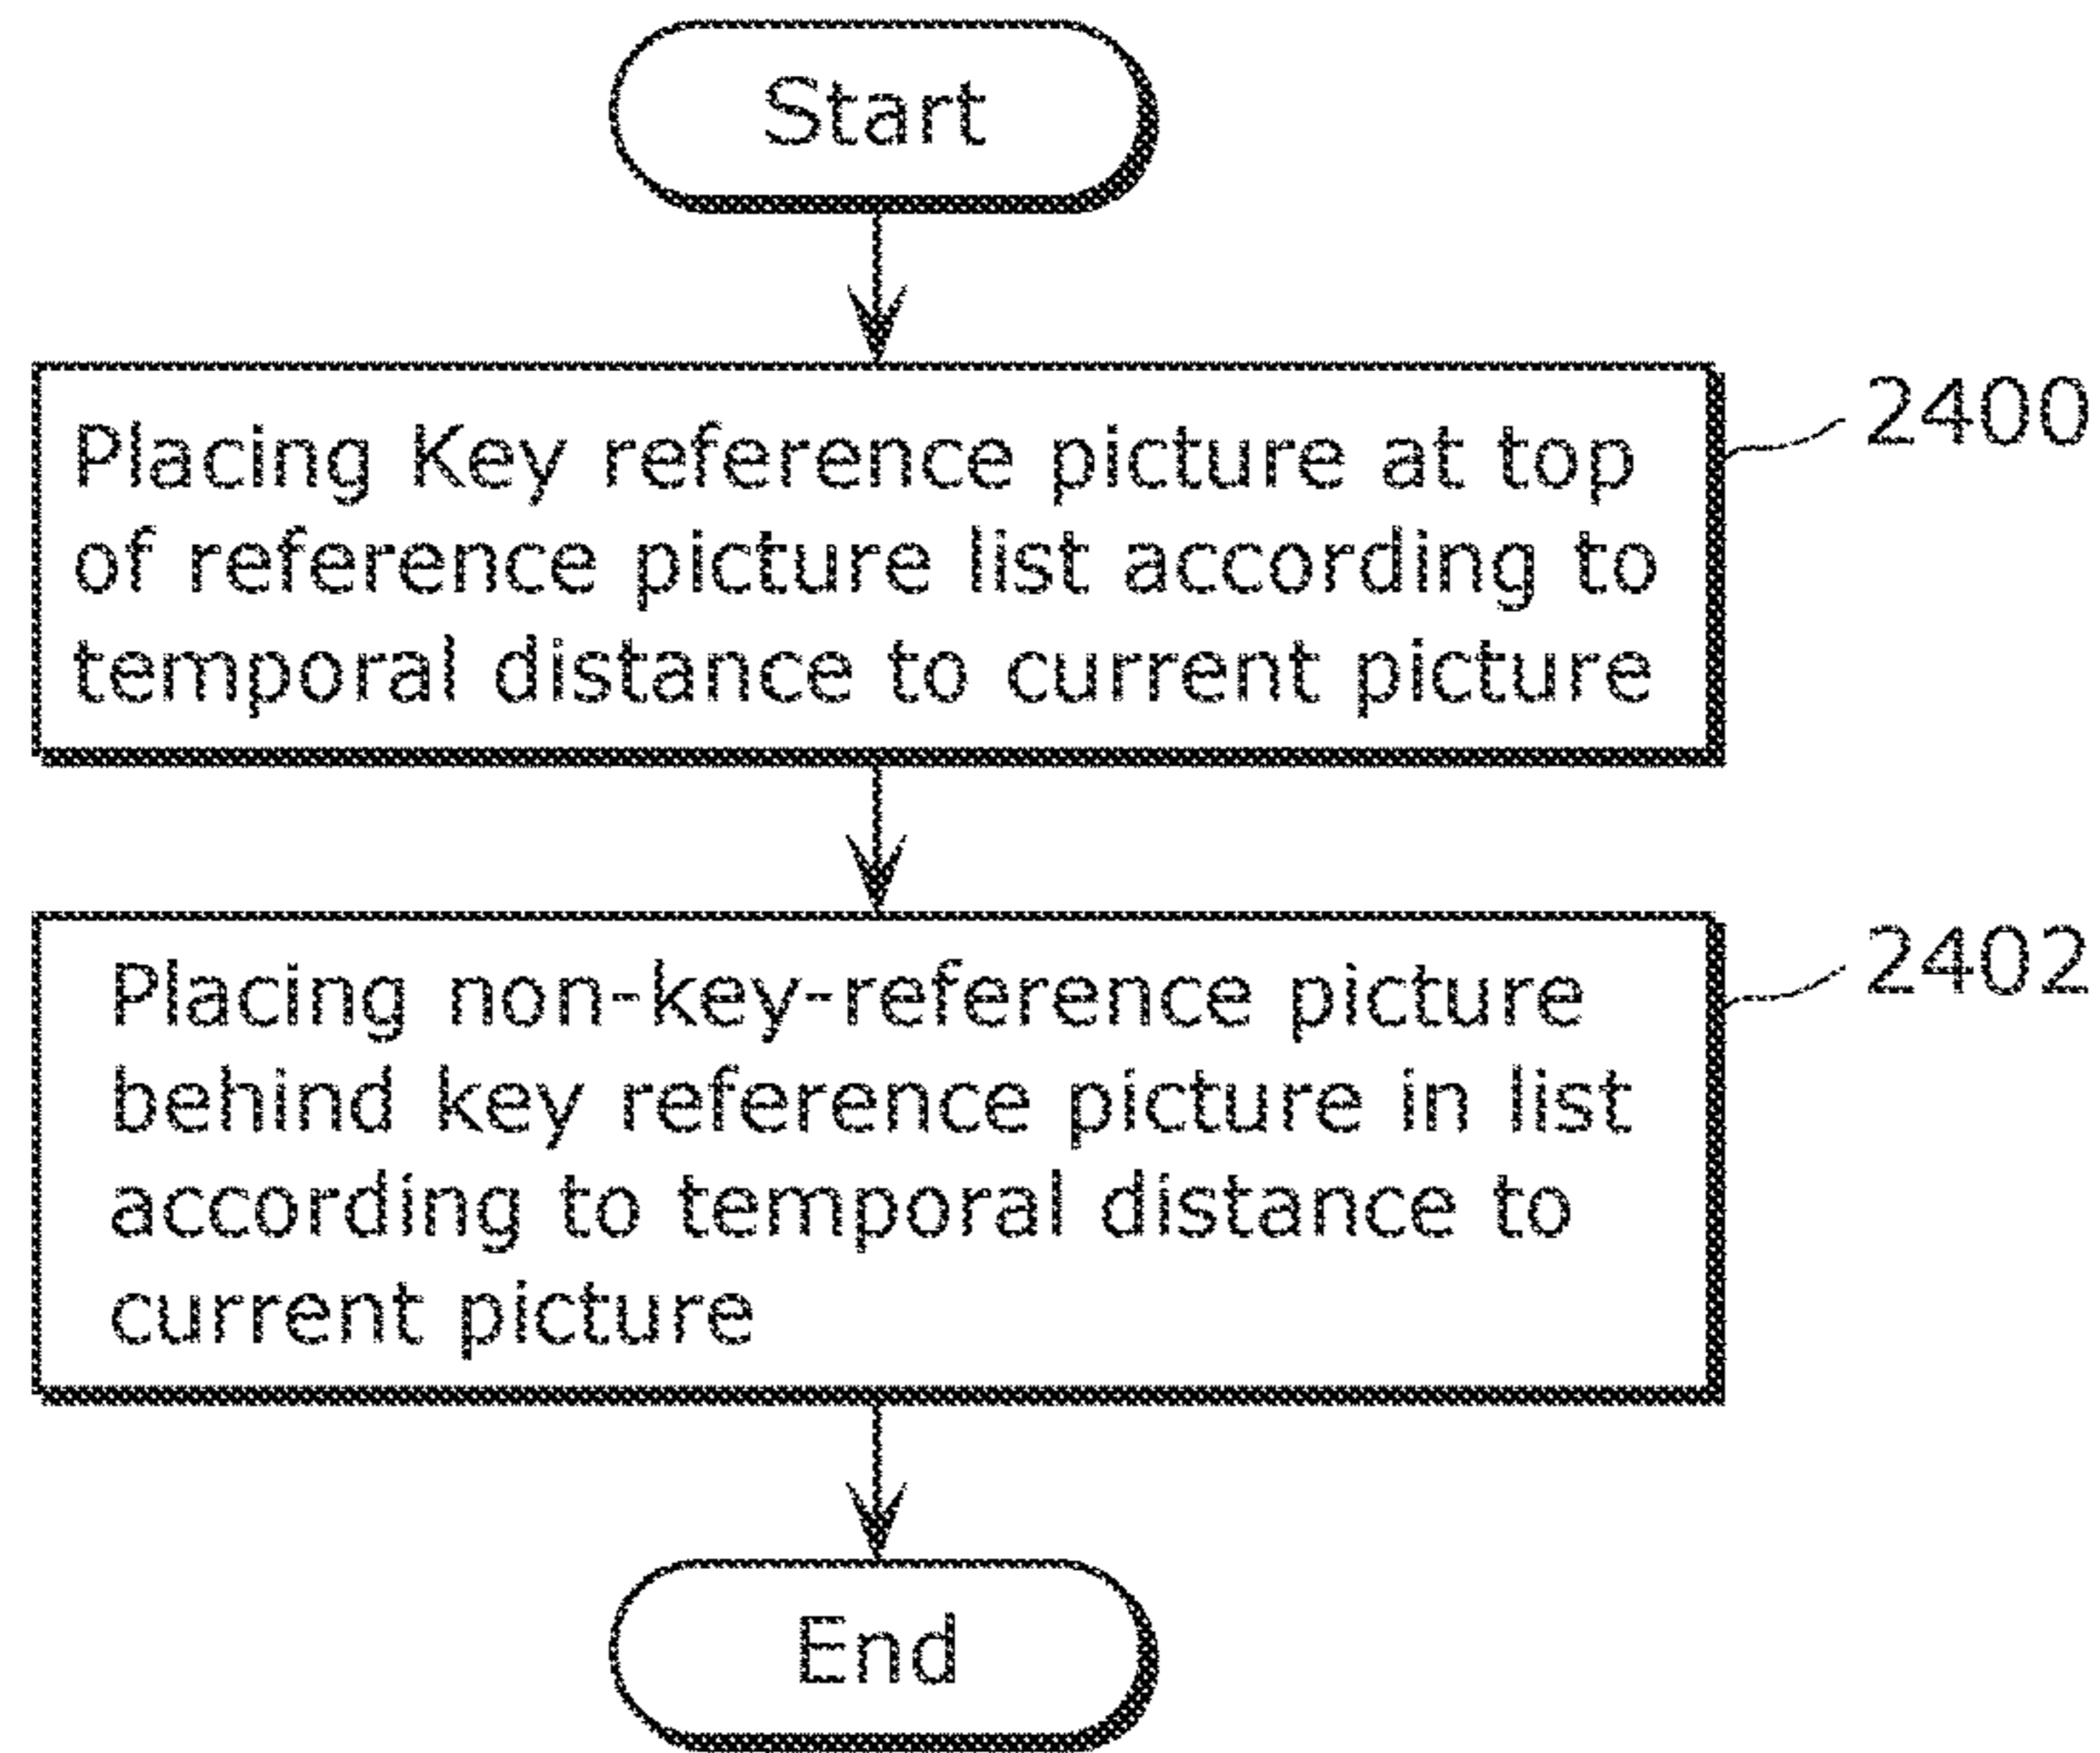 Start
Placing Key reference picture at top
of reference picture list according to
temporal distance to current picture
2400
Placing non-key-reference picture
behind key reference picture in list
according to temporal distance to
current picture
2402
End